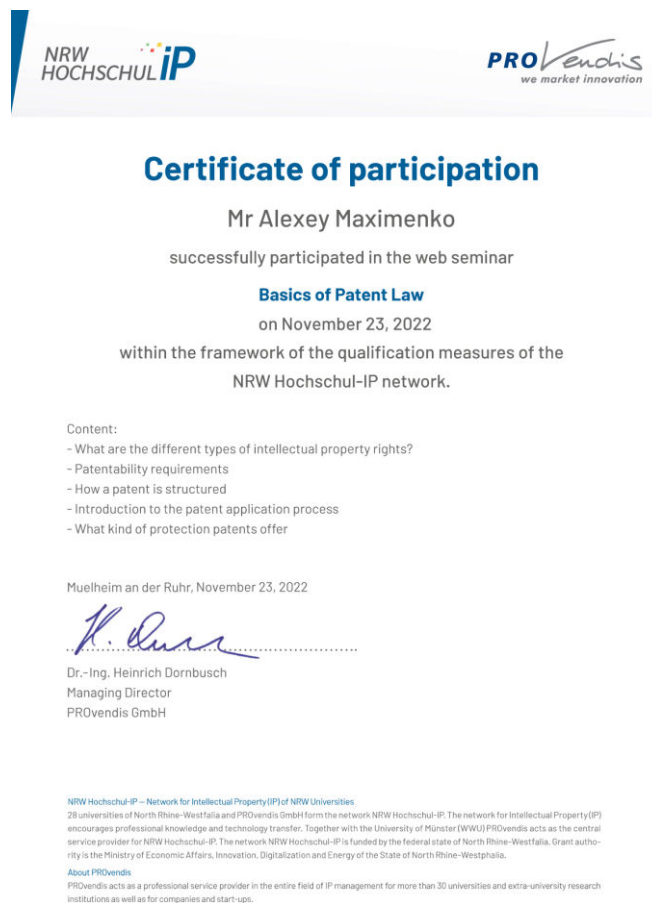 NRW
HOCHSCHUL iP
PROvendis
we market innovation
Certificate of participation
Mr Alexey Maximenko
successfully participated in the web seminar
Basics of Patent Law
on November 23, 2022
within the framework of the qualification measures of the
NRW Hochschul-IP network.
Content:
- What are the different types of intellectual property rights?
- Patentability requirements
- How a patent is structured
- Introduction to the patent application process
- What kind of protection patents offer
Muelheim an der Ruhr, November 23, 2022
Dr.-Ing. Heinrich Dornbusch
Managing Director
PROvendis GmbH
NRW Hochschul-IP – Network for Intellectual Property (IP) of NRW Universities
28 universities of North Rhine-Westfalia and PROvendis GmbH form the network NRW Hochschul-IP. The network for Intellectual Property (IP)
encourages professional knowledge and technology transfer. Together with the University of Münster (WWU) PROvendis acts as the central
service provider for NRW Hochschul-IP. The network NRW Hochschul-IP is funded by the federal state of North Rhine-Westfalia. Grant autho-
rity is the Ministry of Economic Affairs, Innovation, Digitalization and Energy of the State of North Rhine-Westphalia.
About PROvendis
PROvendis acts as a professional service provider in the entire field of IP management for more than 30 universities and extra-university research
institutions as well as for companies and start-ups.